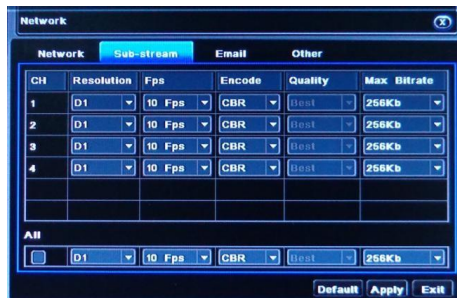 Network X
Network Sub-stream Email Other
CH Resolution Fps Encode Quality Max Bitrate
1 D1 10 Fps CBR Best 256Kb
2 D1 10 Fps CBR Best 256Kb
3 D1 10 Fps CBR Best 256Kb
4 D1 10 Fps CBR Best 256Kb
All
D1 10 Fps CBR Best 256Kb
Default Apply Exit